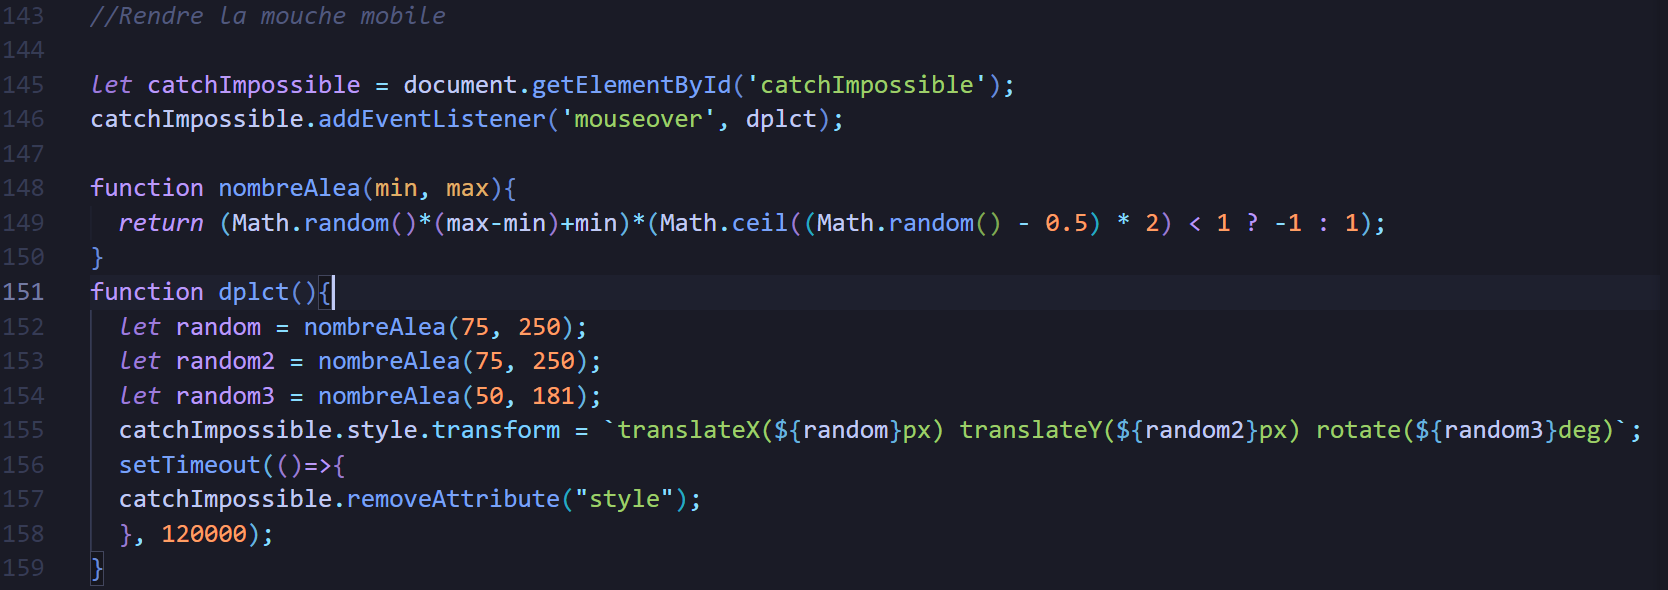 143 //Rendre la mouche mobile
144
145 let catchImpossible = document.getElementById('catchImpossible');
146 catchImpossible.addEventListener('mouseover', dplct);
147
148 function nombreAlea(min, max){
149 return (Math.random()*(max-min)+min)*(Math.ceil((Math.random() - 0.5) * 2) < 1 ? -1 : 1);
150 }
151 function dplct(){
152 let random = nombreAlea(75, 250);
153 let random2 = nombreAlea(75, 250);
154 let random3 = nombreAlea(50, 181);
155 catchImpossible.style.transform = `translateX(${random}px) translateY(${random2}px) rotate(${random3}deg)`;
156 setTimeout(()=>{
157 catchImpossible.removeAttribute("style");
158 }, 120000);
159 }